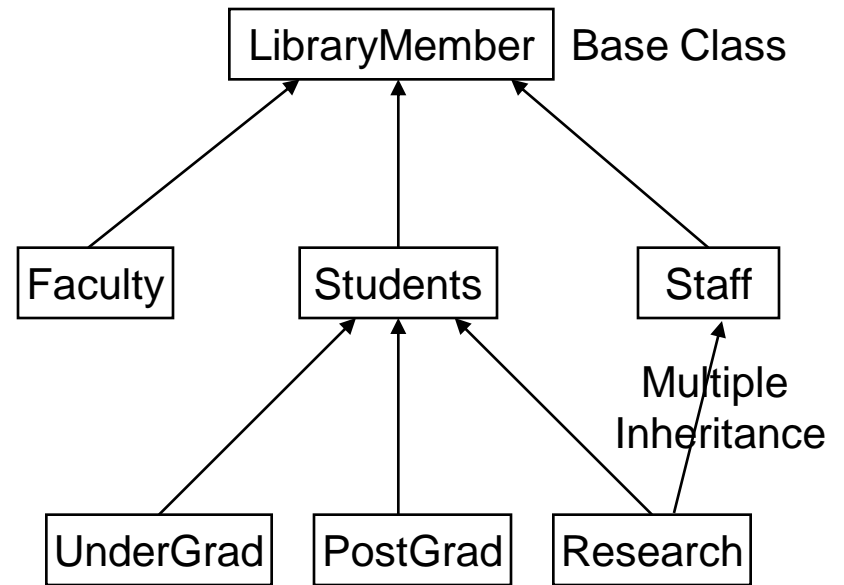 LibraryMember Base Class
Faculty Students Staff
Multiple
Inheritance
UnderGrad PostGrad Research